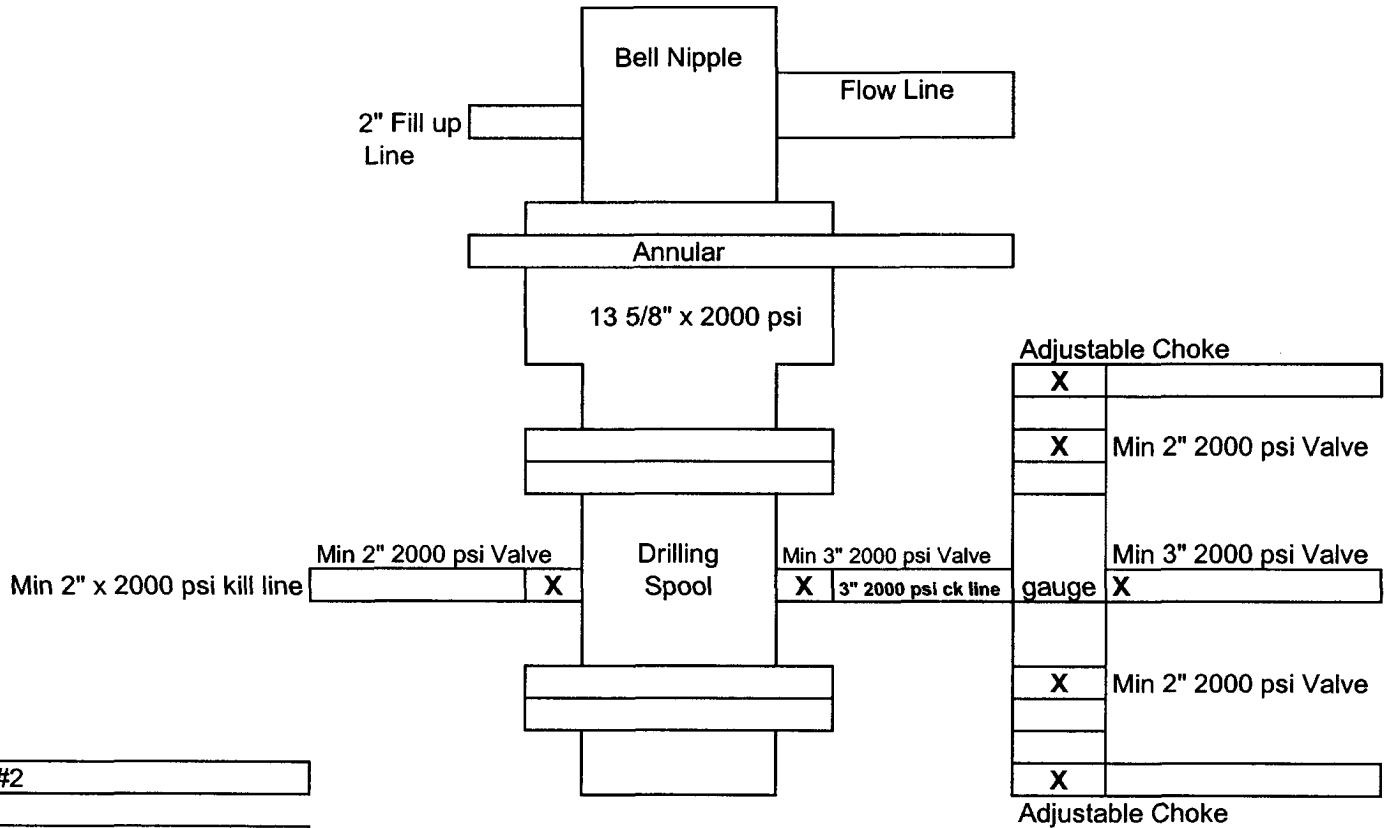 Bell Nipple
Flow Line
2" Fill up
Line
Annular
13 5/8" x 2000 psi
Adjustable Choke
X
X Min 2" 2000 psi Valve
Min 2" 2000 psi Valve
Drilling
Spool
Min 3" 2000 psi Valve
Min 3" 2000 psi Valve
Min 2" x 2000 psi kill line
X
X
3" 2000 psi ck line
gauge
X
X Min 2" 2000 psi Valve
#2
X
Adjustable Choke